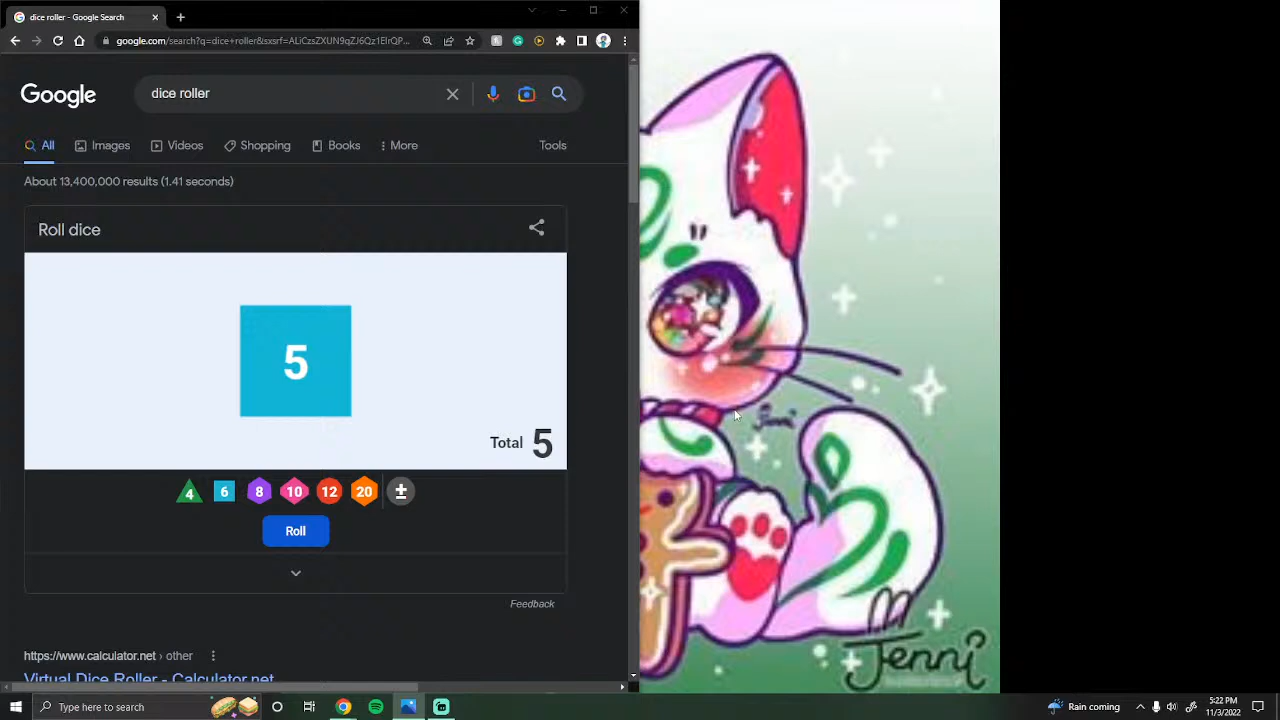 dice roller - Google Search
google.com/search?q=dice+roller&sxsrf=ALiCzsZXUN9qZJ6Qz1ElrQP...
Google
dice roller
All
Images
Videos
Shopping
Books
More
Tools
About 13,400,000 results (1.41 seconds)
Roll dice
5
Total 5
4 6 8 10 12 20 ±
Roll
Feedback
https://www.calculator.net › other
Virtual Dice Roller - Calculator.net
Jenni
Jenni
Type here to search
Rain coming
5:22 PM
11/3/2022